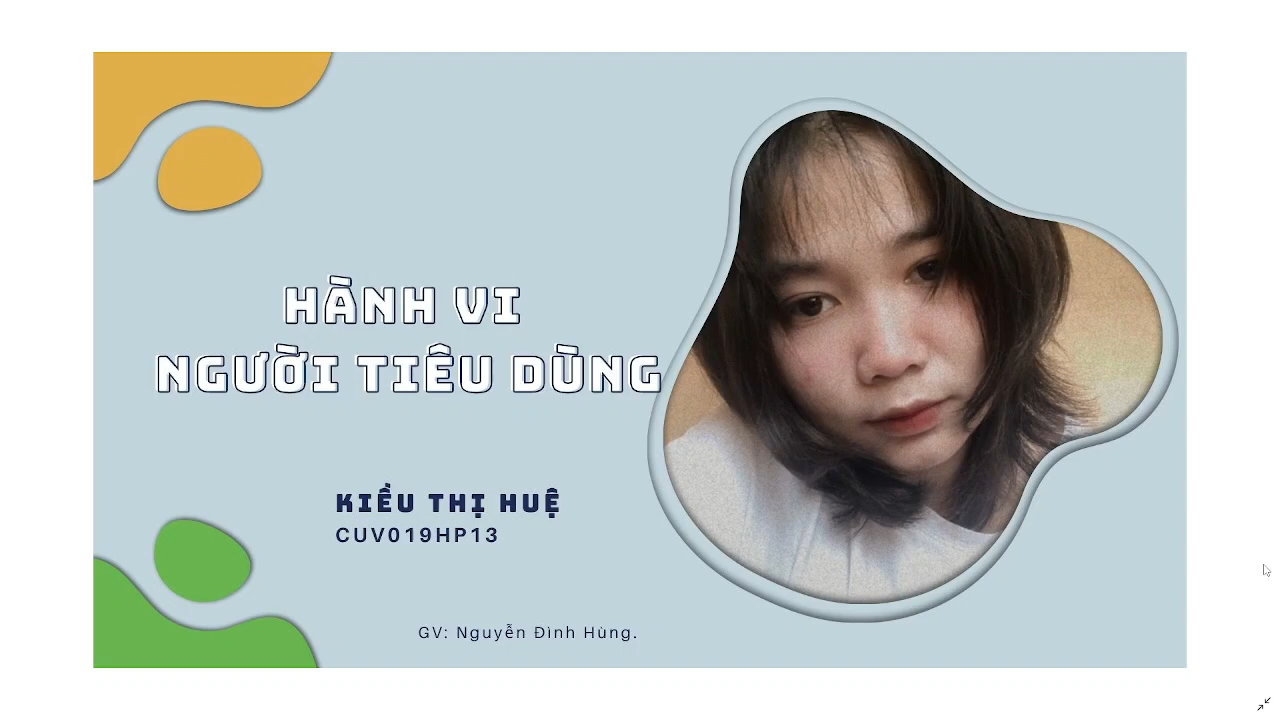 HÀNH VI
NGƯỜI TIÊU DÙNG
KIỀU THỊ HUỆ
CUV019HP13
GV: Nguyễn Đình Hùng.